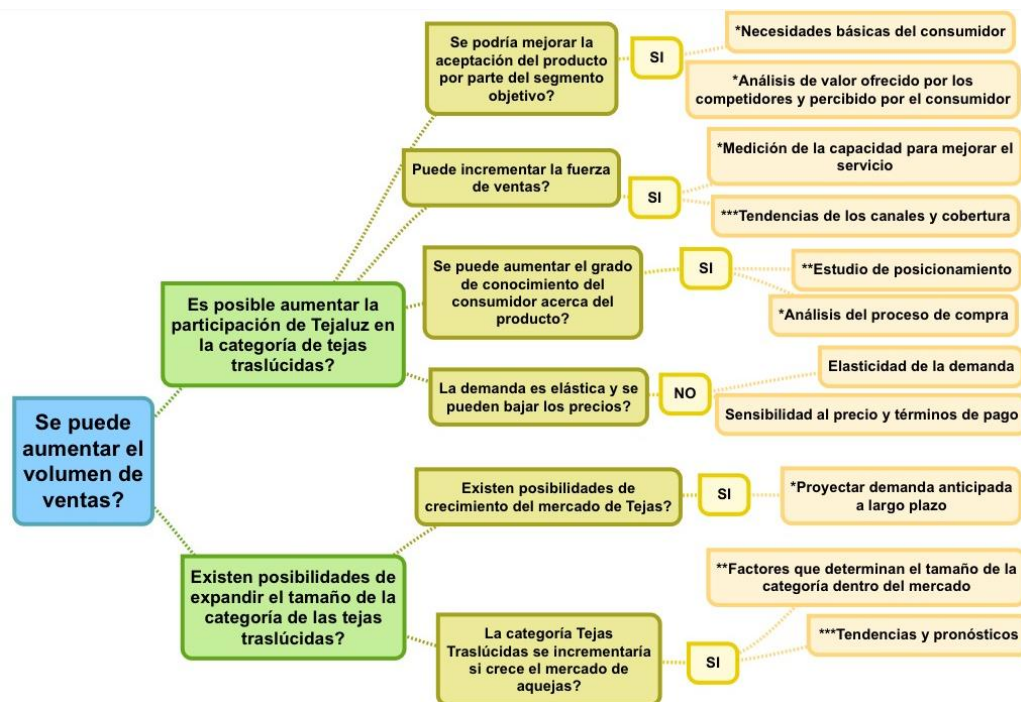 Se podría mejorar la
aceptación del producto
por parte del segmento
objetivo?
SI
*Necesidades básicas del consumidor
*Análisis de valor ofrecido por los
competidores y percibido por el consumidor
Puede incrementar la fuerza
de ventas?
SI
*Medición de la capacidad para mejorar el
servicio
***Tendencias de los canales y cobertura
Se puede aumentar el grado
de conocimiento del
consumidor acerca del
producto?
SI
**Estudio de posicionamiento
*Análisis del proceso de compra
Es posible aumentar la
participación de Tejaluz en
la categoría de tejas
traslúcidas?
La demanda es elástica y se
pueden bajar los precios?
NO
Elasticidad de la demanda
Sensibilidad al precio y términos de pago
Se puede
aumentar el
volumen de
ventas?
Existen posibilidades de
crecimiento del mercado de Tejas?
SI
*Proyectar demanda anticipada
a largo plazo
Existen posibilidades de
expandir el tamaño de la
categoría de las tejas
traslúcidas?
La categoría Tejas
Traslúcidas se incrementaría
si crece el mercado de
aquejas?
SI
**Factores que determinan el tamaño de la
categoría dentro del mercado
***Tendencias y pronósticos